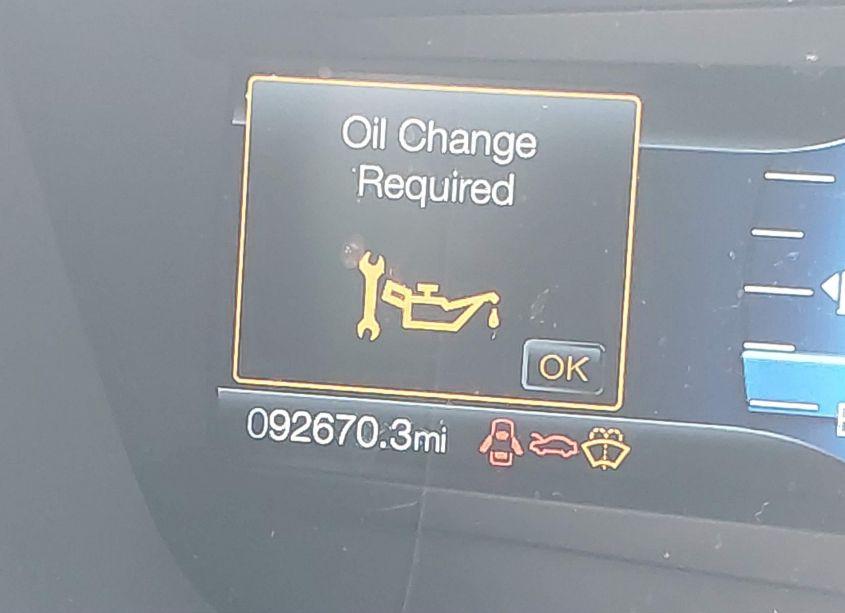 Oil Change
Required
OK
092670.3mi